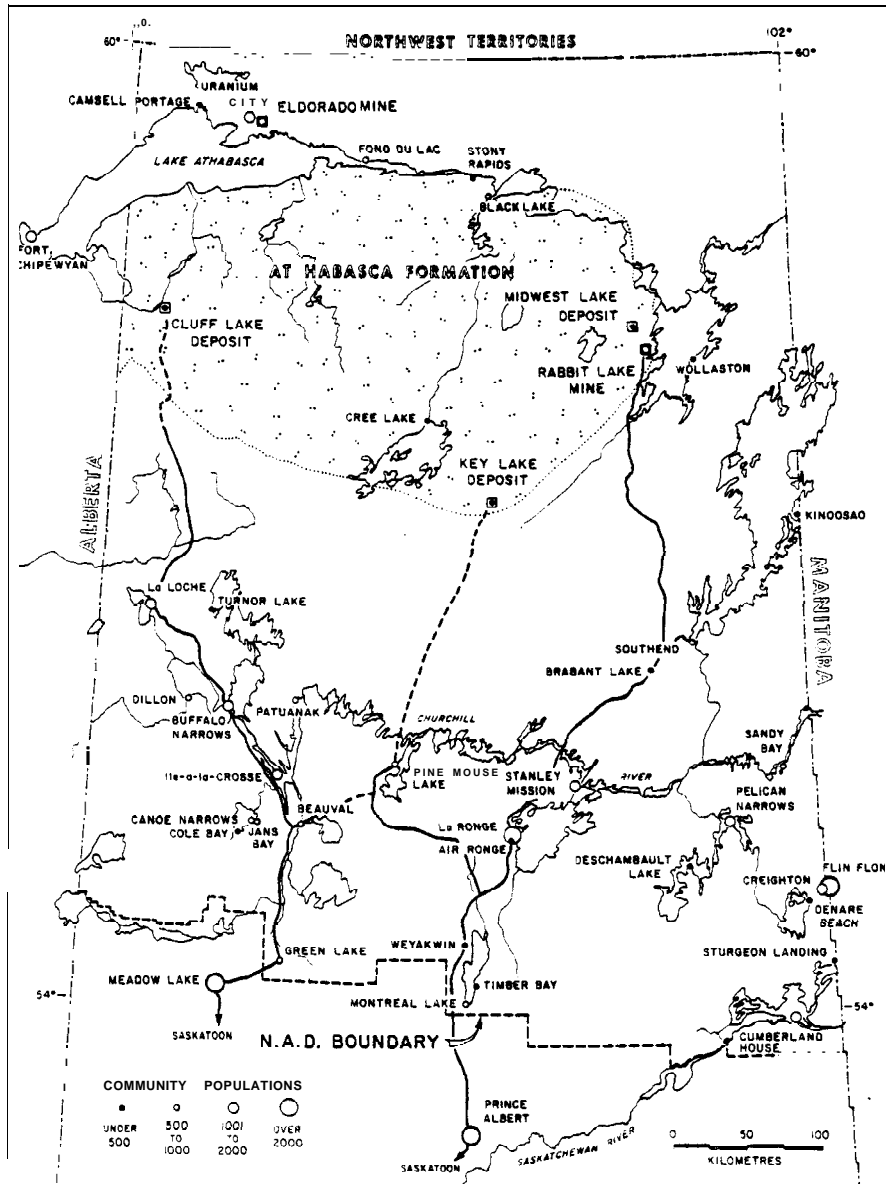 60°
NORTHWEST TERRITORIES
102°
60°
URANIUM
CITY
CAMSELL PORTAGE
ELDORADO MINE
LAKE ATHABASCA
FOND DU LAC
STONY
RAPIDS
BLACK LAKE
FORT
CHIPEWYAN
AT HABASCA FORMATION
MIDWEST LAKE
DEPOSIT
CLUFF LAKE
DEPOSIT
RABBIT LAKE
MINE
WOLLASTON
CREE LAKE
KEY LAKE
DEPOSIT
ALBERTA
KINOOSAO
MANITOBA
La LOCHE
TURNOR LAKE
SOUTHEND
BRABANT LAKE
DILLON
BUFFALO
NARROWS
PATUANAK
CHURCHILL
SANDY
BAY
Ile-a-la-CROSSE
PINE MOUSE
LAKE
STANLEY
MISSION
RIVER
PELICAN
NARROWS
BEAUVAL
CANOE NARROWS
COLE BAY
JANS
BAY
La RONGE
AIR RONGE
DESCHAMBAULT
LAKE
FLIN FLON
CREIGHTON
DENARE
BEACH
GREEN LAKE
WEYAKWIN
STURGEON LANDING
MEADOW LAKE
TIMBER BAY
MONTREAL LAKE
54°
54°
SASKATOON
N.A.D. BOUNDARY
CUMBERLAND
HOUSE
COMMUNITY POPULATIONS
UNDER
500
500
TO
1000
1001
TO
2000
OVER
2000
PRINCE
ALBERT
SASKATOON
SASKATCHEWAN RIVER
0 50 100
KILOMETRES